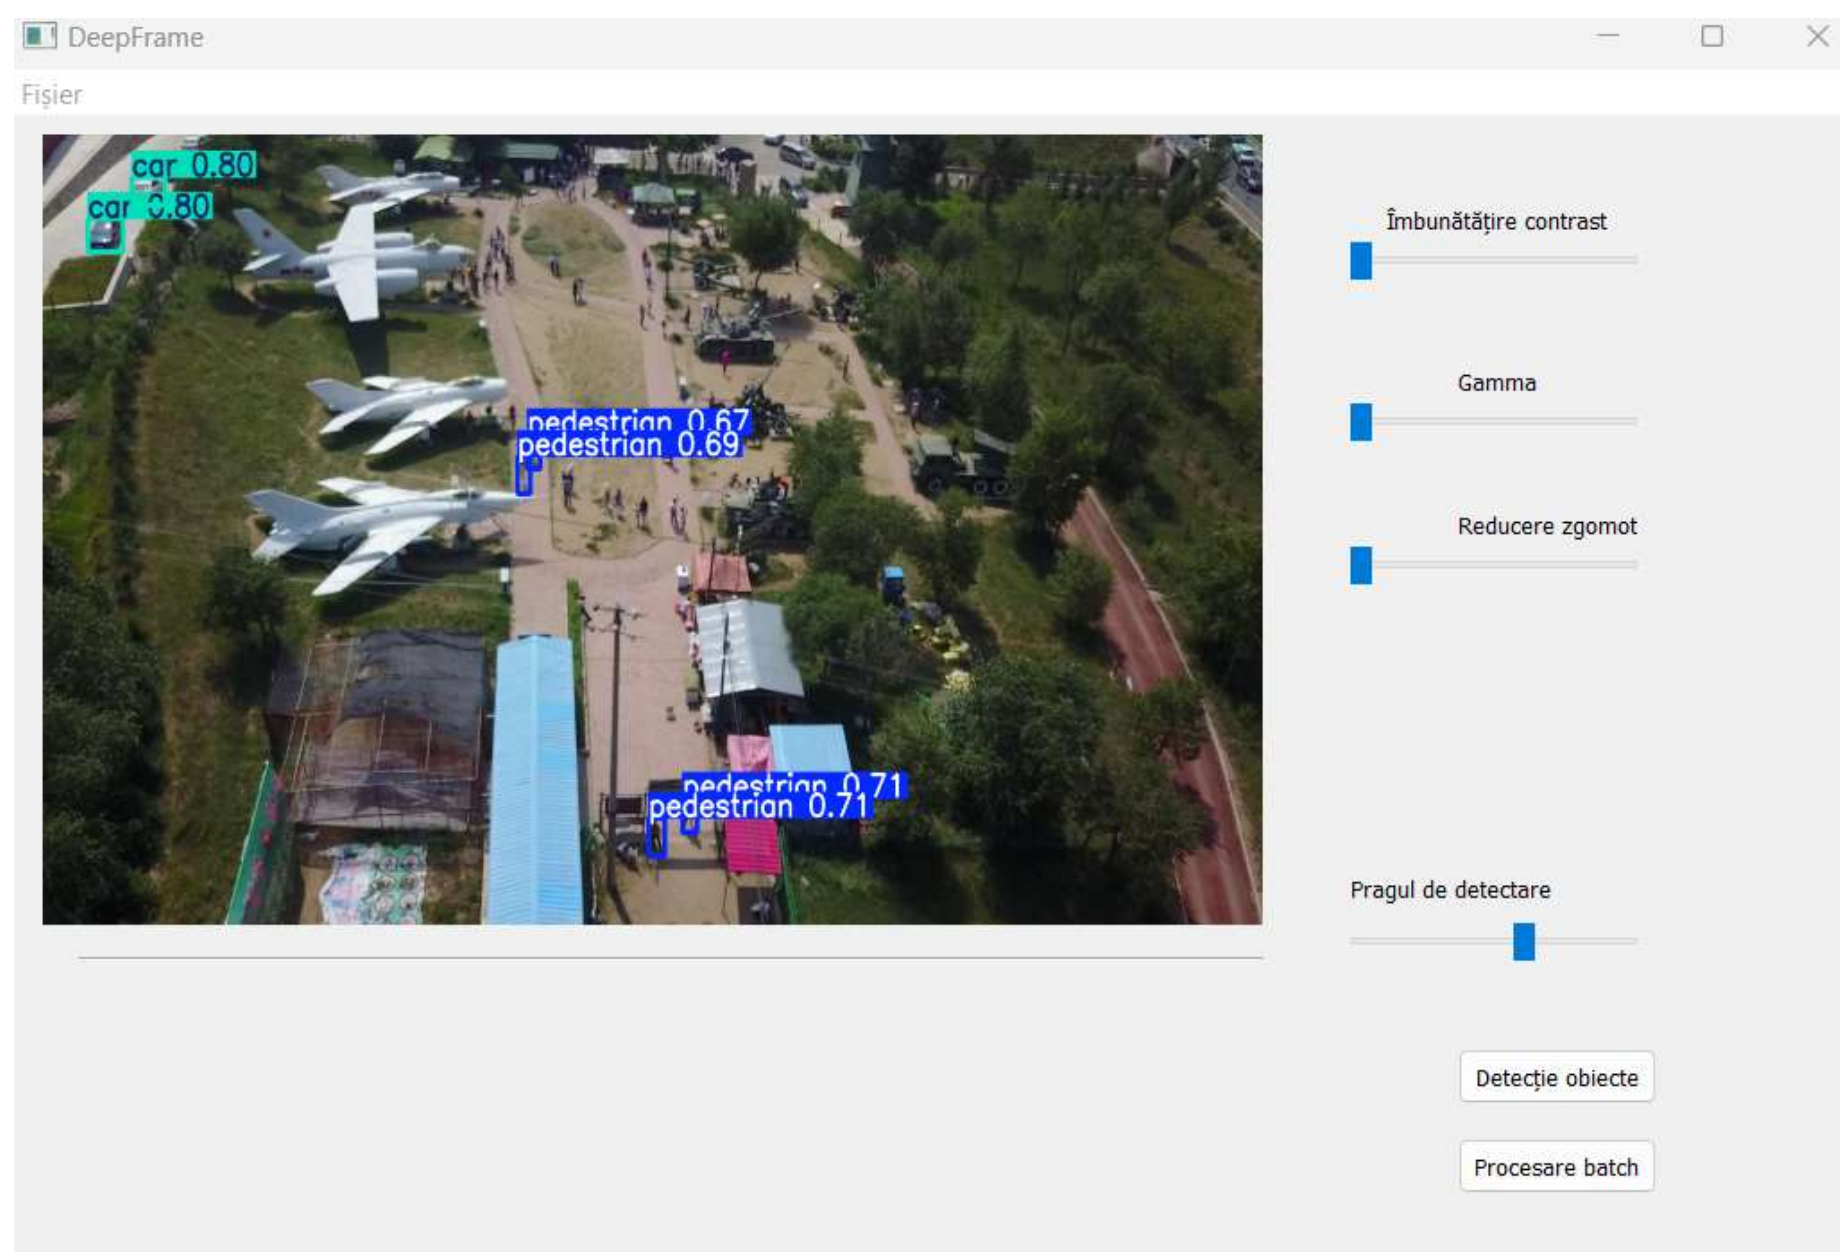 DeepFrame
Fișier
car 0.80
car 0.80
Îmbunătățire contrast
Gamma
pedestrian 0.67
pedestrian 0.69
Reducere zgomot
pedestrian 0.71
pedestrian 0.71
Pragul de detectare
Detecție obiecte
Procesare batch